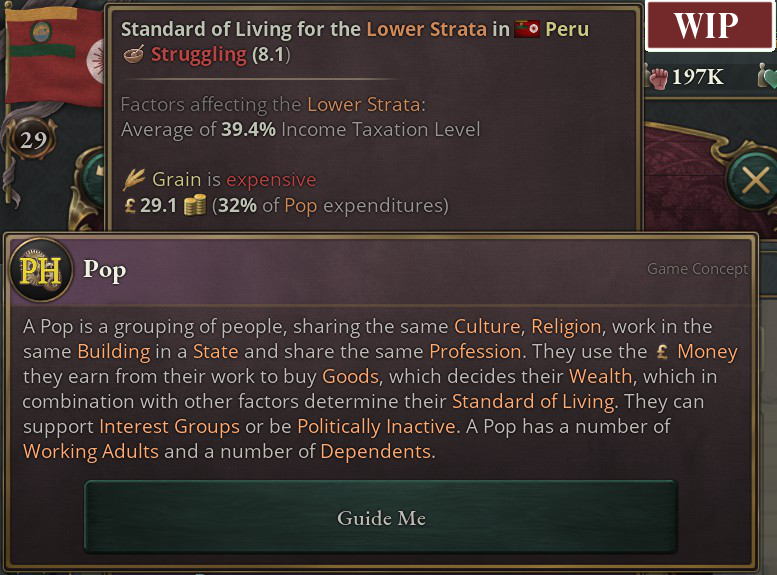 Standard of Living for the Lower Strata in Peru
Struggling (8.1)
WIP
197K
Factors affecting the Lower Strata:
Average of 39.4% Income Taxation Level
29
Grain is expensive
£ 29.1 (32% of Pop expenditures)
PH Pop
Game Concept
A Pop is a grouping of people, sharing the same Culture, Religion, work in the
same Building in a State and share the same Profession. They use the £ Money
they earn from their work to buy Goods, which decides their Wealth, which in
combination with other factors determine their Standard of Living. They can
support Interest Groups or be Politically Inactive. A Pop has a number of
Working Adults and a number of Dependents.
Guide Me